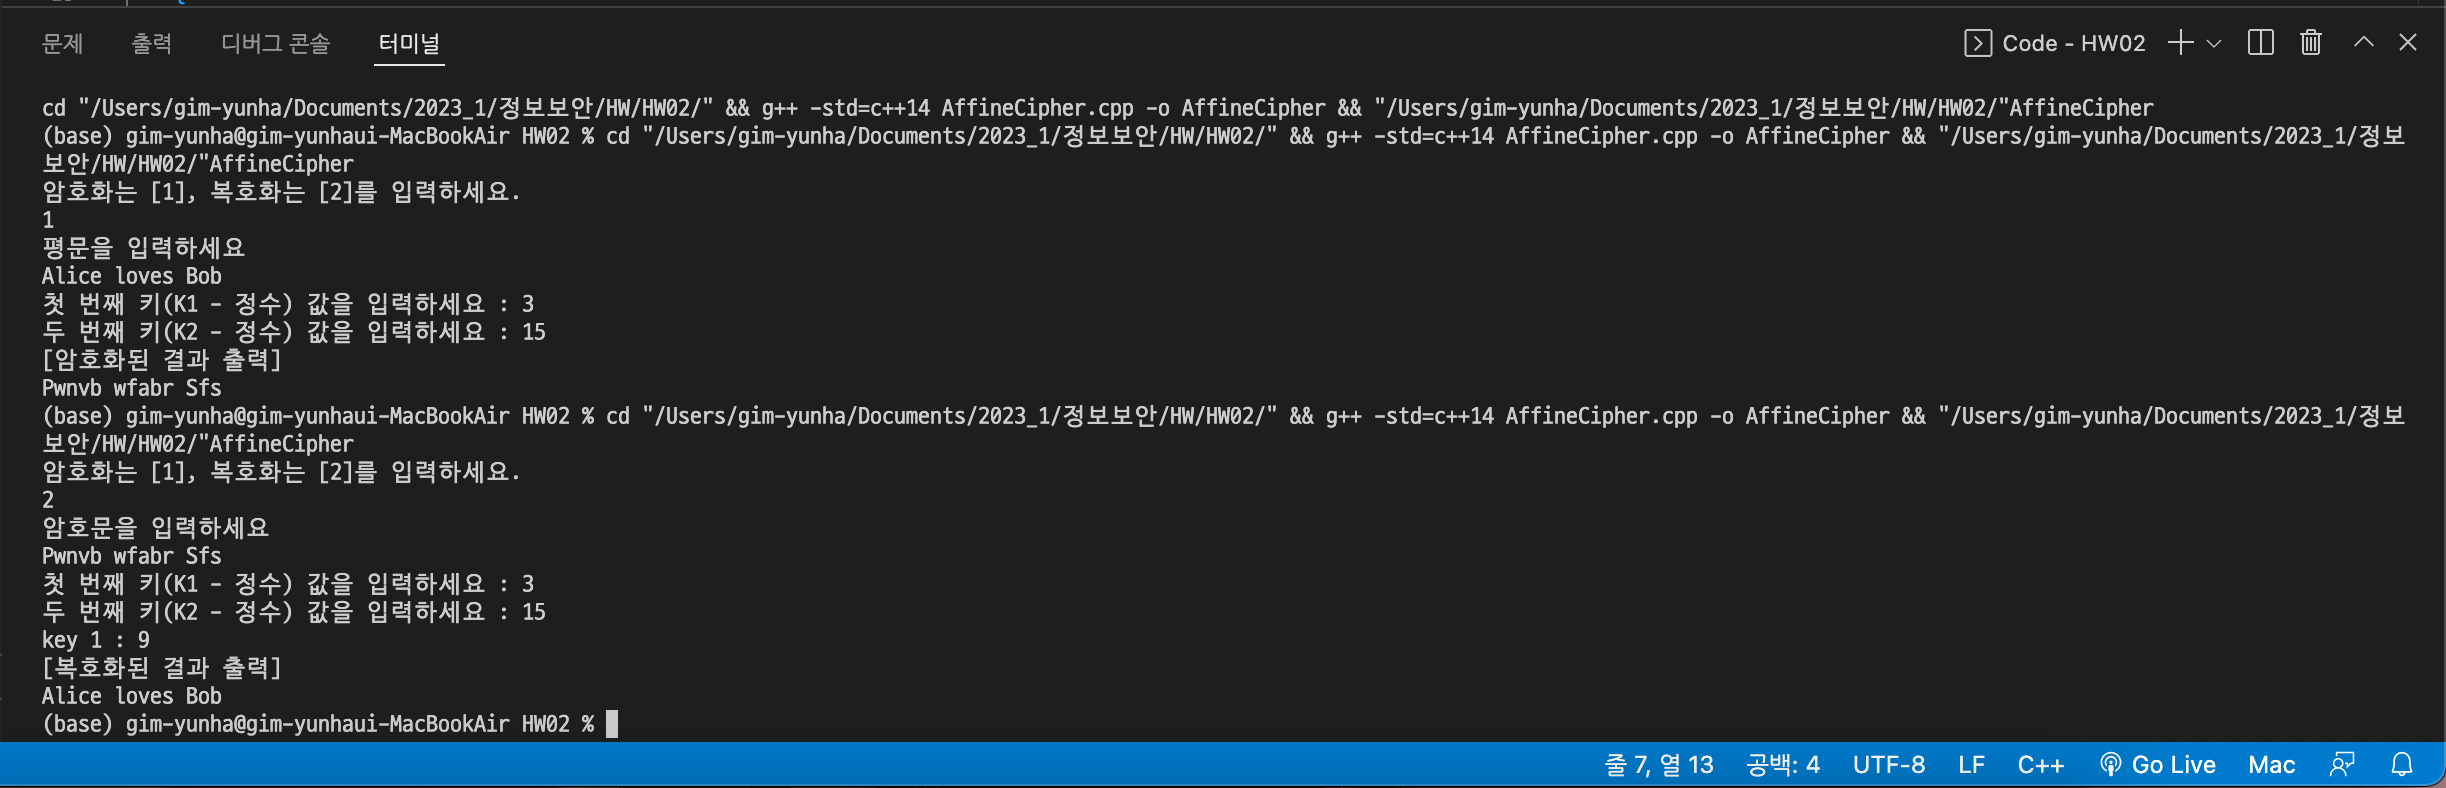 문제 출력 디버그 콘솔 터미널 Code - HW02
cd "/Users/gim-yunha/Documents/2023_1/정보보안/HW/HW02/" && g++ -std=c++14 AffineCipher.cpp -o AffineCipher && "/Users/gim-yunha/Documents/2023_1/정보보안/HW/HW02/"AffineCipher
(base) gim-yunha@gim-yunhaui-MacBookAir HW02 % cd "/Users/gim-yunha/Documents/2023_1/정보보안/HW/HW02/" && g++ -std=c++14 AffineCipher.cpp -o AffineCipher && "/Users/gim-yunha/Documents/2023_1/정보
보안/HW/HW02/"AffineCipher
암호화는 [1], 복호화는 [2]를 입력하세요.
1
평문을 입력하세요
Alice loves Bob
첫 번째 키(K1 - 정수) 값을 입력하세요 : 3
두 번째 키(K2 - 정수) 값을 입력하세요 : 15
[암호화된 결과 출력]
Pwnvb wfabr Sfs
(base) gim-yunha@gim-yunhaui-MacBookAir HW02 % cd "/Users/gim-yunha/Documents/2023_1/정보보안/HW/HW02/" && g++ -std=c++14 AffineCipher.cpp -o AffineCipher && "/Users/gim-yunha/Documents/2023_1/정보
보안/HW/HW02/"AffineCipher
암호화는 [1], 복호화는 [2]를 입력하세요.
2
암호문을 입력하세요
Pwnvb wfabr Sfs
첫 번째 키(K1 - 정수) 값을 입력하세요 : 3
두 번째 키(K2 - 정수) 값을 입력하세요 : 15
key 1 : 9
[복호화된 결과 출력]
Alice loves Bob
(base) gim-yunha@gim-yunhaui-MacBookAir HW02 %
줄 7, 열 13 공백: 4 UTF-8 LF C++ Go Live Mac